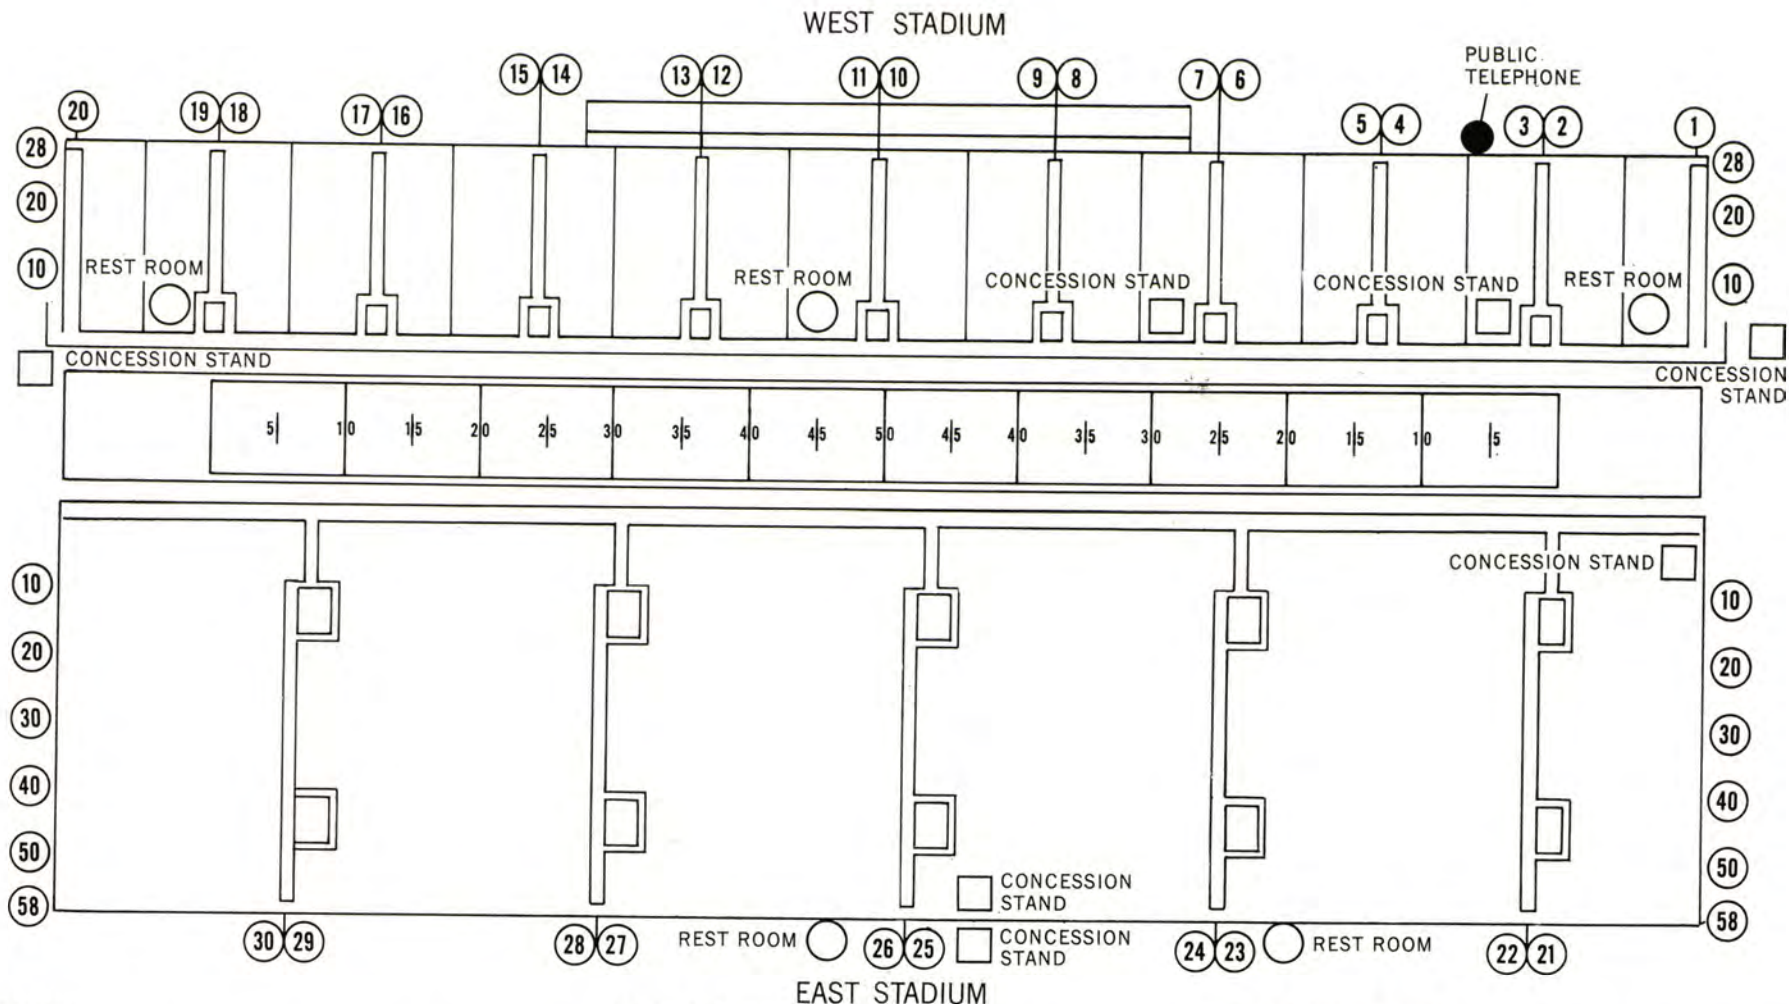 WEST STADIUM
PUBLIC
TELEPHONE
15 14
13 12
11 10
9 8
7 6
20
19 18
17 16
5 4
3 2
1
28
28
20
20
10
10
REST ROOM
REST ROOM
CONCESSION STAND
CONCESSION STAND
REST ROOM
CONCESSION STAND
CONCESSION
STAND
5 10 15 20 25 30 35 40 45 50 45 40 35 30 25 20 15 10 5
CONCESSION STAND
10
10
20
20
30
30
40
40
50
50
58
58
CONCESSION
STAND
30 29
28 27
REST ROOM
26 25
CONCESSION
STAND
24 23
REST ROOM
22 21
EAST STADIUM